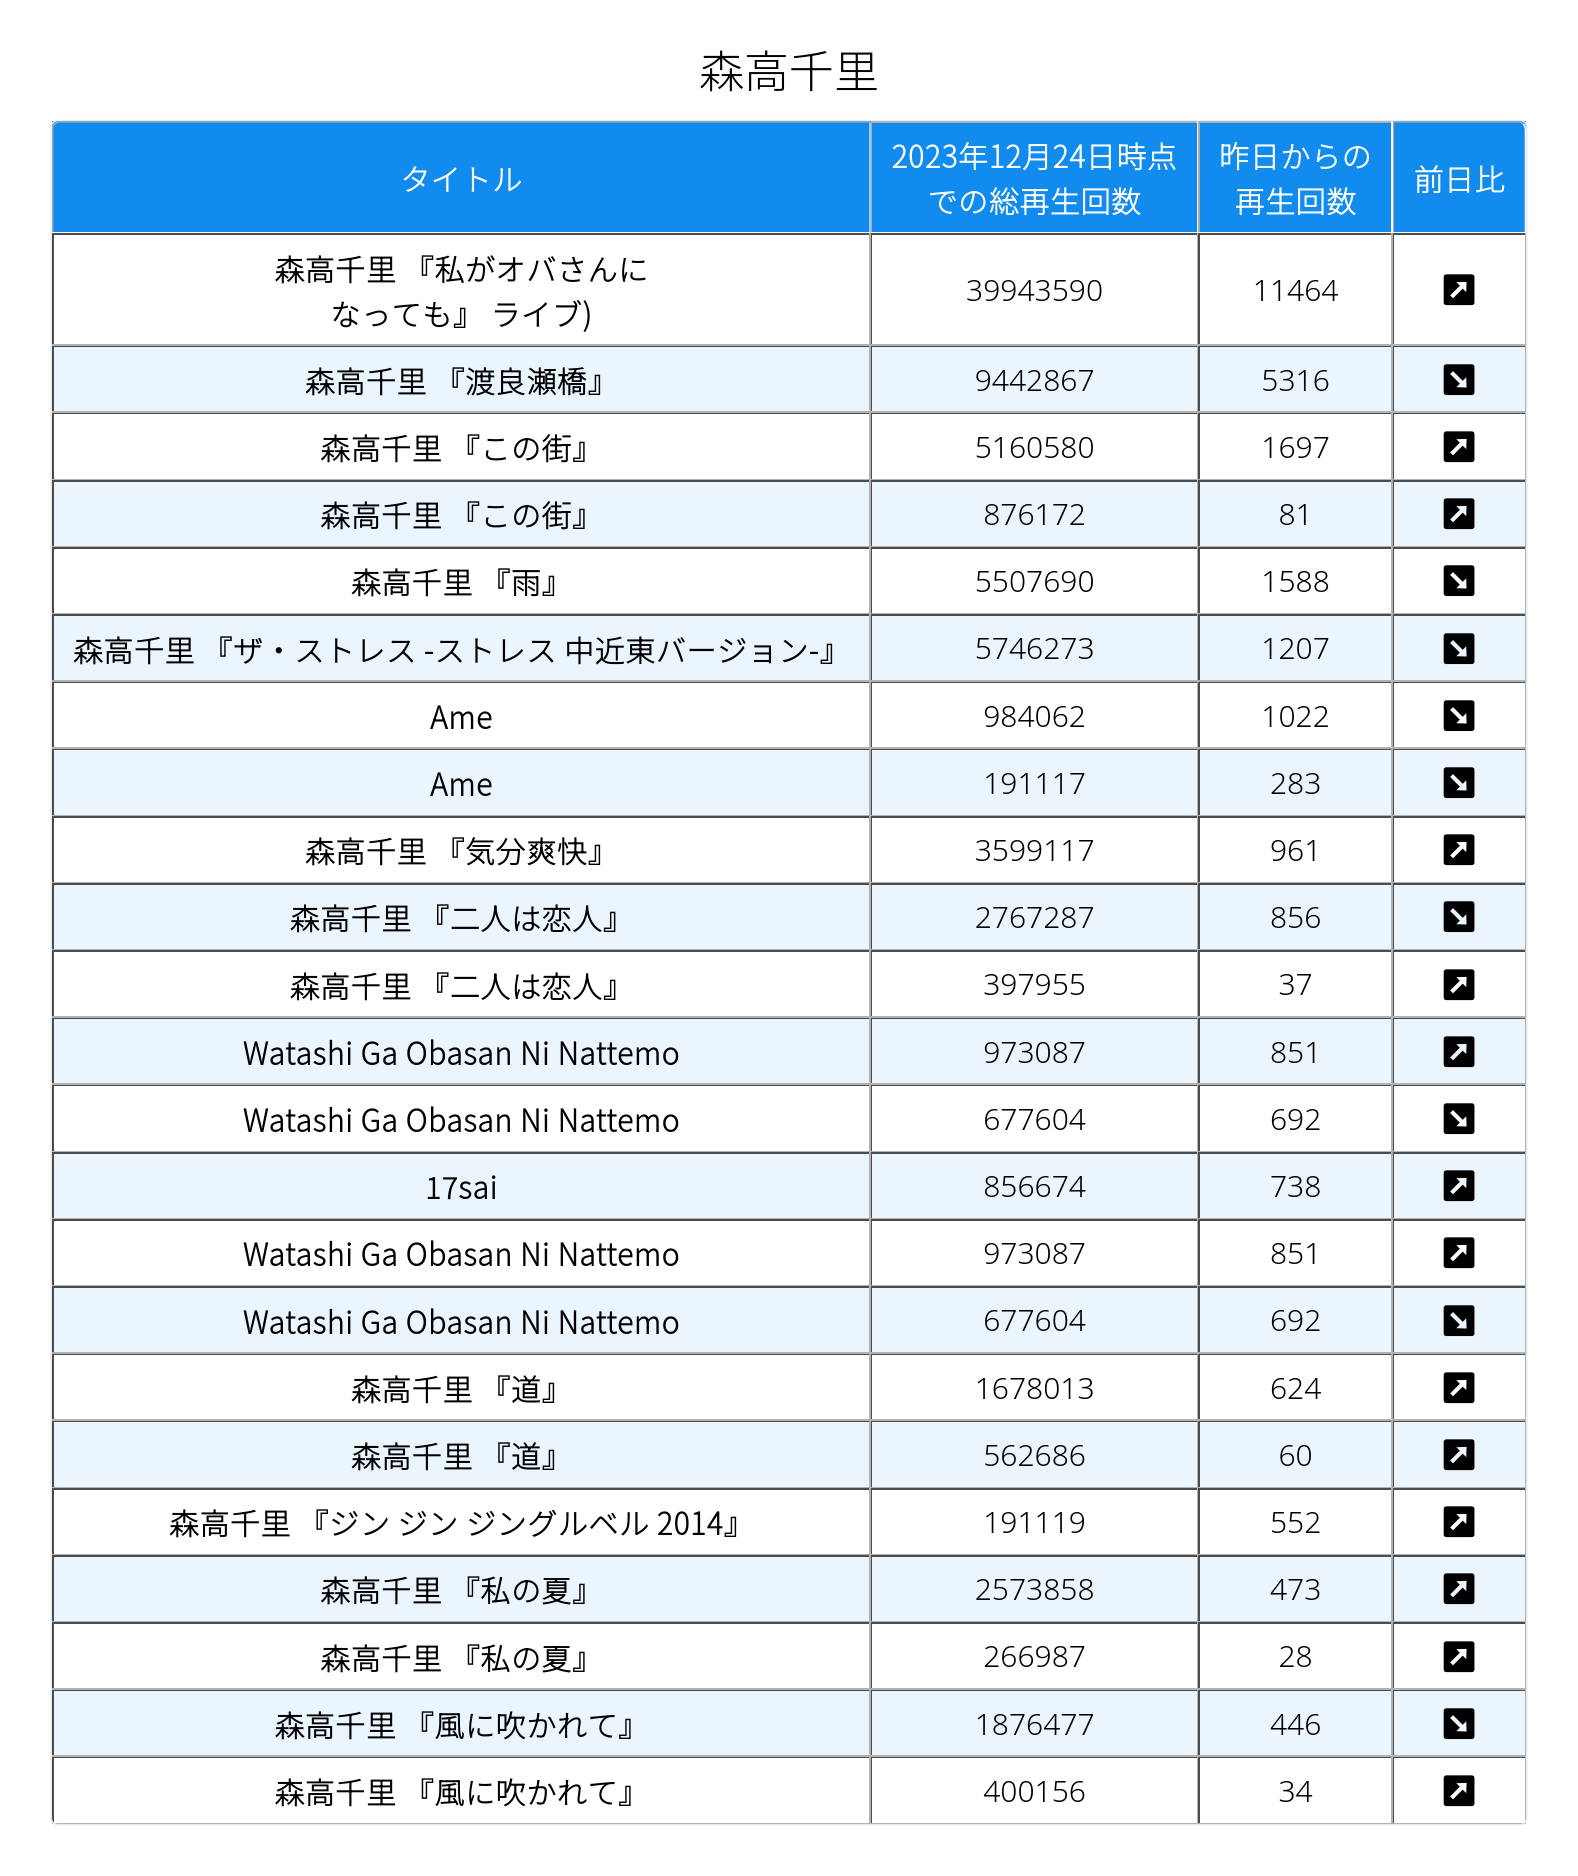 森高千里
タイトル 2023年12月24日時点 昨日からの 前日比
での総再生回数 再生回数
森高千里 『私がオバさんに
なっても』 ライブ) 39943590 11464
森高千里 『渡良瀬橋』 9442867 5316
森高千里 『この街』 5160580 1697
森高千里 『この街』 876172 81
森高千里 『雨』 5507690 1588
森高千里 『ザ・ストレス -ストレス 中近東バージョン-』 5746273 1207
Ame 984062 1022
Ame 191117 283
森高千里 『気分爽快』 3599117 961
森高千里 『二人は恋人』 2767287 856
森高千里 『二人は恋人』 397955 37
Watashi Ga Obasan Ni Nattemo 973087 851
Watashi Ga Obasan Ni Nattemo 677604 692
17sai 856674 738
Watashi Ga Obasan Ni Nattemo 973087 851
Watashi Ga Obasan Ni Nattemo 677604 692
森高千里 『道』 1678013 624
森高千里 『道』 562686 60
森高千里 『ジン ジン ジングルベル 2014』 191119 552
森高千里 『私の夏』 2573858 473
森高千里 『私の夏』 266987 28
森高千里 『風に吹かれて』 1876477 446
森高千里 『風に吹かれて』 400156 34